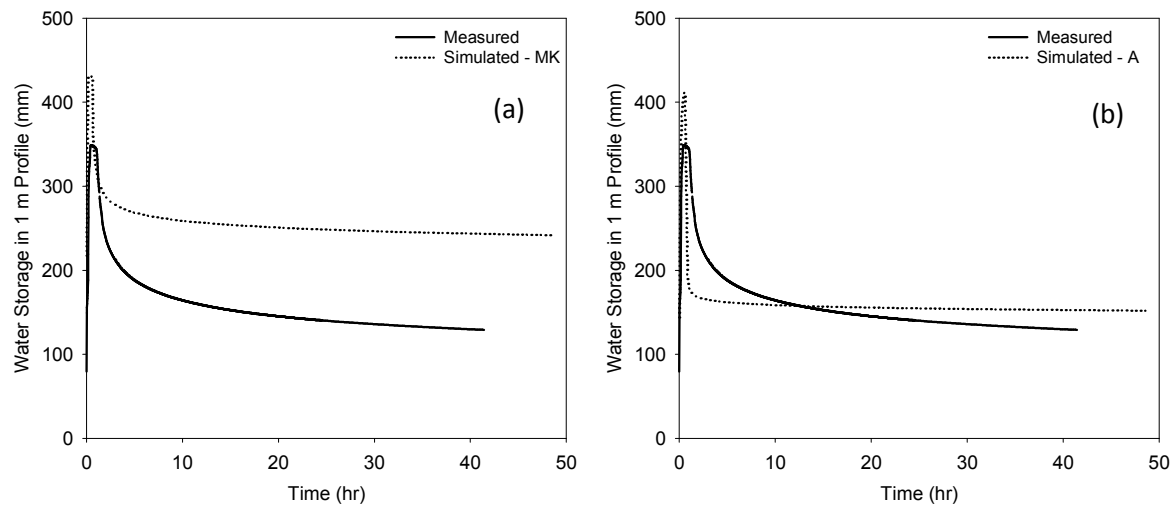 500
400
300
200
100
0
Water Storage in 1 m Profile (mm)
Measured
Simulated - MK
(a)
0 10 20 30 40 50
Time (hr)
500
400
300
200
100
0
Water Storage in 1 m Profile (mm)
Measured
Simulated - A
(b)
0 10 20 30 40 50
Time (hr)